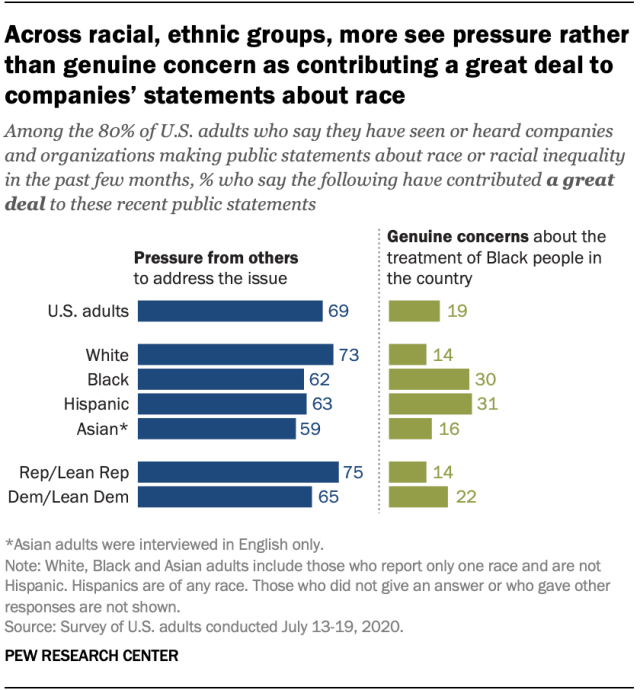 Across racial, ethnic groups, more see pressure rather
than genuine concern as contributing a great deal to
companies’ statements about race
Among the 80% of U.S. adults who say they have seen or heard companies
and organizations making public statements about race or racial inequality
in the past few months, % who say the following have contributed a great
deal to these recent public statements
Pressure from others
to address the issue
Genuine concerns about the
treatment of Black people in
the country
U.S. adults 69 19
White 73 14
Black 62 30
Hispanic 63 31
Asian* 59 16
Rep/Lean Rep 75 14
Dem/Lean Dem 65 22
*Asian adults were interviewed in English only.
Note: White, Black and Asian adults include those who report only one race and are not
Hispanic. Hispanics are of any race. Those who did not give an answer or who gave other
responses are not shown.
Source: Survey of U.S. adults conducted July 13-19, 2020.
PEW RESEARCH CENTER